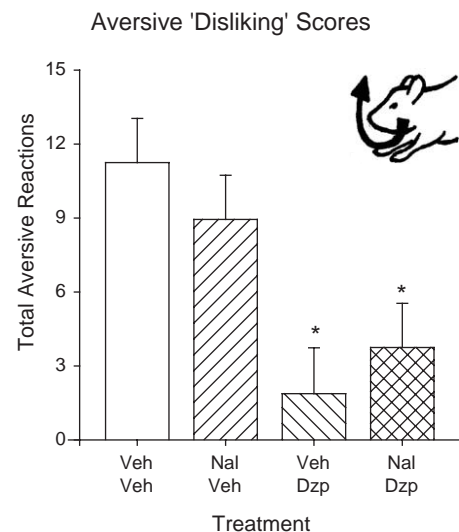 Aversive 'Disliking' Scores
Total Aversive Reactions
15
12
9
6
3
0
*
*
Veh
Veh
Nal
Veh
Veh
Dzp
Nal
Dzp
Treatment